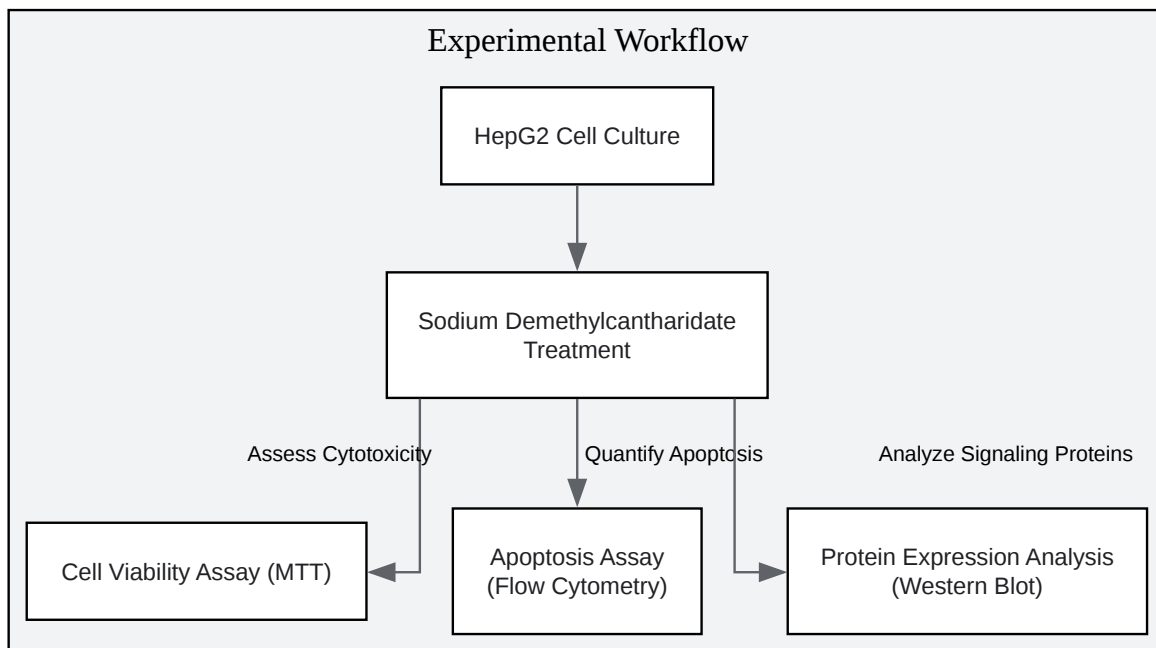 Experimental Workflow
HepG2 Cell Culture
Sodium Demethylcantharidate
Treatment
Assess Cytotoxicity
Quantify Apoptosis
Analyze Signaling Proteins
Cell Viability Assay (MTT)
Apoptosis Assay
(Flow Cytometry)
Protein Expression Analysis
(Western Blot)